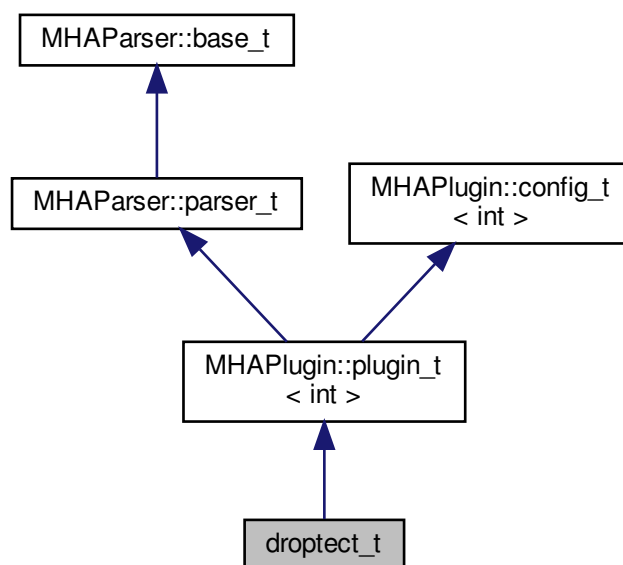 MHAParser::base_t
MHAParser::parser_t
MHAPlugin::config_t
< int >
MHAPlugin::plugin_t
< int >
droptect_t